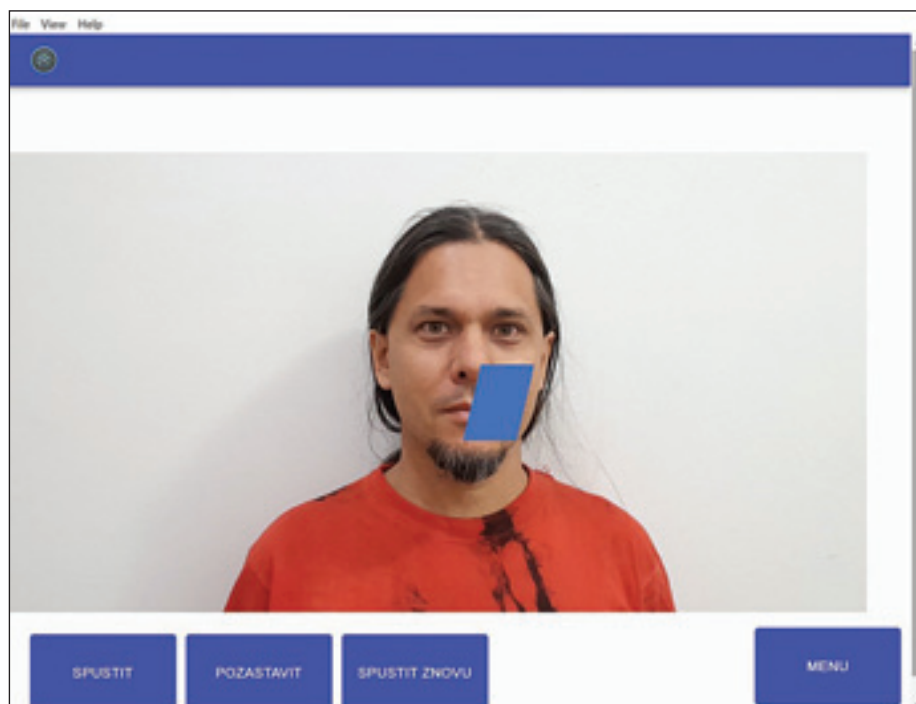 File View Help
SPUSTIT
POZASTAVIT
SPUSTIT ZNOVU
MENU